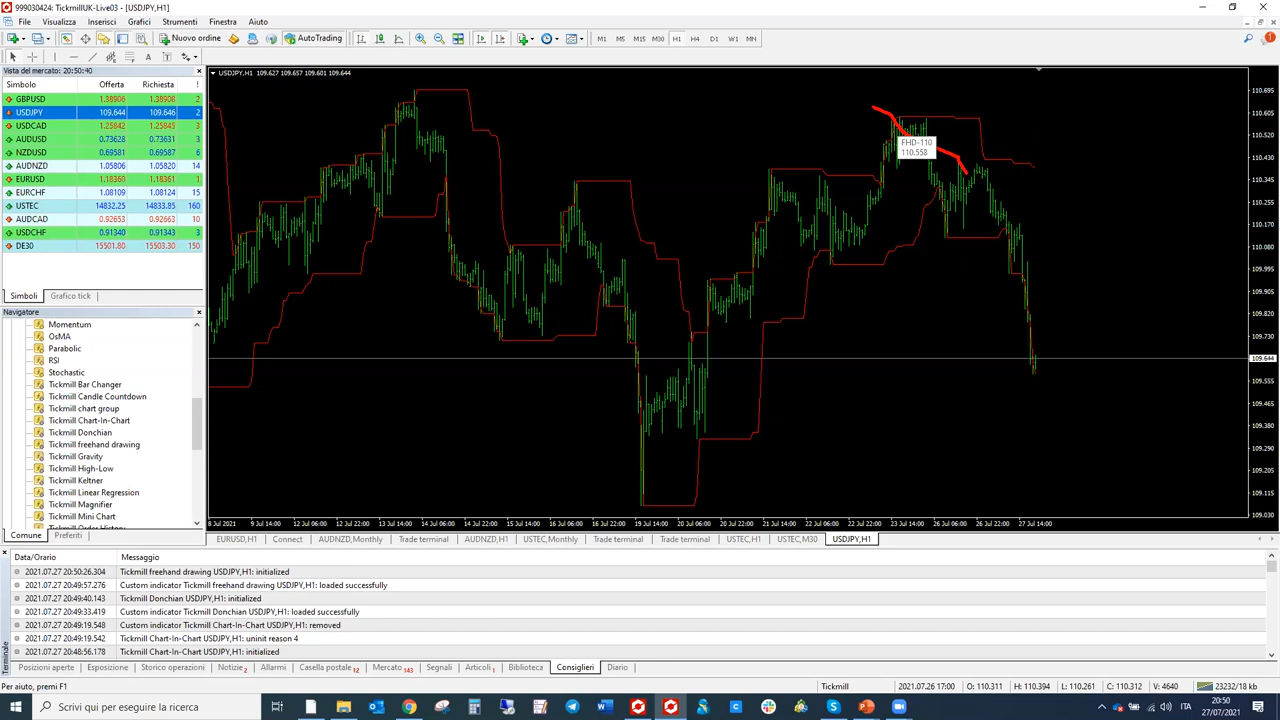 999030424: TickmillUK-Live03 - [USDJPY,H1]
File Visualizza Inserisci Grafici Strumenti Finestra Aiuto
Nuovo ordine AutoTrading M1 M5 M15 M30 H1 H4 D1 W1 MN
Vista del mercato: 20:50:40
Simbolo Offerta Richiesta !
GBPUSD 1.38906 1.38908 2
USDJPY 109.644 109.646 2
USDCAD 1.25842 1.25845 3
AUDUSD 0.73628 0.73631 3
NZDUSD 0.69581 0.69587 6
AUDNZD 1.05806 1.05820 14
EURUSD 1.18360 1.18361 1
EURCHF 1.08109 1.08124 15
USTEC 14832.25 14833.85 160
AUDCAD 0.92653 0.92663 10
USDCHF 0.91340 0.91343 3
DE30 15501.80 15503.30 150
Simboli Grafico tick
Navigatore
Momentum
OsMA
Parabolic
RSI
Stochastic
Tickmill Bar Changer
Tickmill Candle Countdown
Tickmill chart group
Tickmill Chart-In-Chart
Tickmill Donchian
Tickmill freehand drawing
Tickmill Gravity
Tickmill High-Low
Tickmill Keltner
Tickmill Linear Regression
Tickmill Magnifier
Tickmill Mini Chart
Tickmill Order History
Comune Preferiti
USDJPY,H1 109.627 109.657 109.601 109.644
FHD-110
110.558
110.695
110.605
110.520
110.430
110.345
110.255
110.170
110.080
109.995
109.905
109.820
109.730
109.644
109.555
109.465
109.380
109.290
109.205
109.115
109.030
8 Jul 2021 9 Jul 14:00 12 Jul 06:00 12 Jul 22:00 13 Jul 14:00 14 Jul 06:00 14 Jul 22:00 15 Jul 14:00 16 Jul 06:00 16 Jul 22:00 19 Jul 14:00 20 Jul 06:00 20 Jul 22:00 21 Jul 14:00 22 Jul 06:00 22 Jul 22:00 23 Jul 14:00 26 Jul 06:00 26 Jul 22:00 27 Jul 14:00
EURUSD,H1 Connect AUDNZD,Monthly Trade terminal AUDNZD,H1 USTEC,Monthly Trade terminal Trade terminal USTEC,H1 USTEC,M30 USDJPY,H1
Data/Orario Messaggio
2021.07.27 20:50:26.304 Tickmill freehand drawing USDJPY,H1: initialized
2021.07.27 20:49:57.276 Custom indicator Tickmill freehand drawing USDJPY,H1: loaded successfully
2021.07.27 20:49:40.143 Tickmill Donchian USDJPY,H1: initialized
2021.07.27 20:49:33.419 Custom indicator Tickmill Donchian USDJPY,H1: loaded successfully
2021.07.27 20:49:19.548 Custom indicator Tickmill Chart-In-Chart USDJPY,H1: removed
2021.07.27 20:49:19.542 Tickmill Chart-In-Chart USDJPY,H1: uninit reason 4
2021.07.27 20:48:56.178 Tickmill Chart-In-Chart USDJPY,H1: initialized
Terminale
Posizioni aperte Esposizione Storico operazioni Notizie 2 Allarmi Casella postale 12 Mercato 143 Segnali Articoli 1 Biblioteca Consiglieri Diario
Per aiuto, premi F1 Tickmill 2021.07.26 17:00 O: 110.311 H: 110.394 L: 110.261 C: 110.312 V: 4640 23232/18 kb
Scrivi qui per eseguire la ricerca
ITA
20:50
27/07/2021